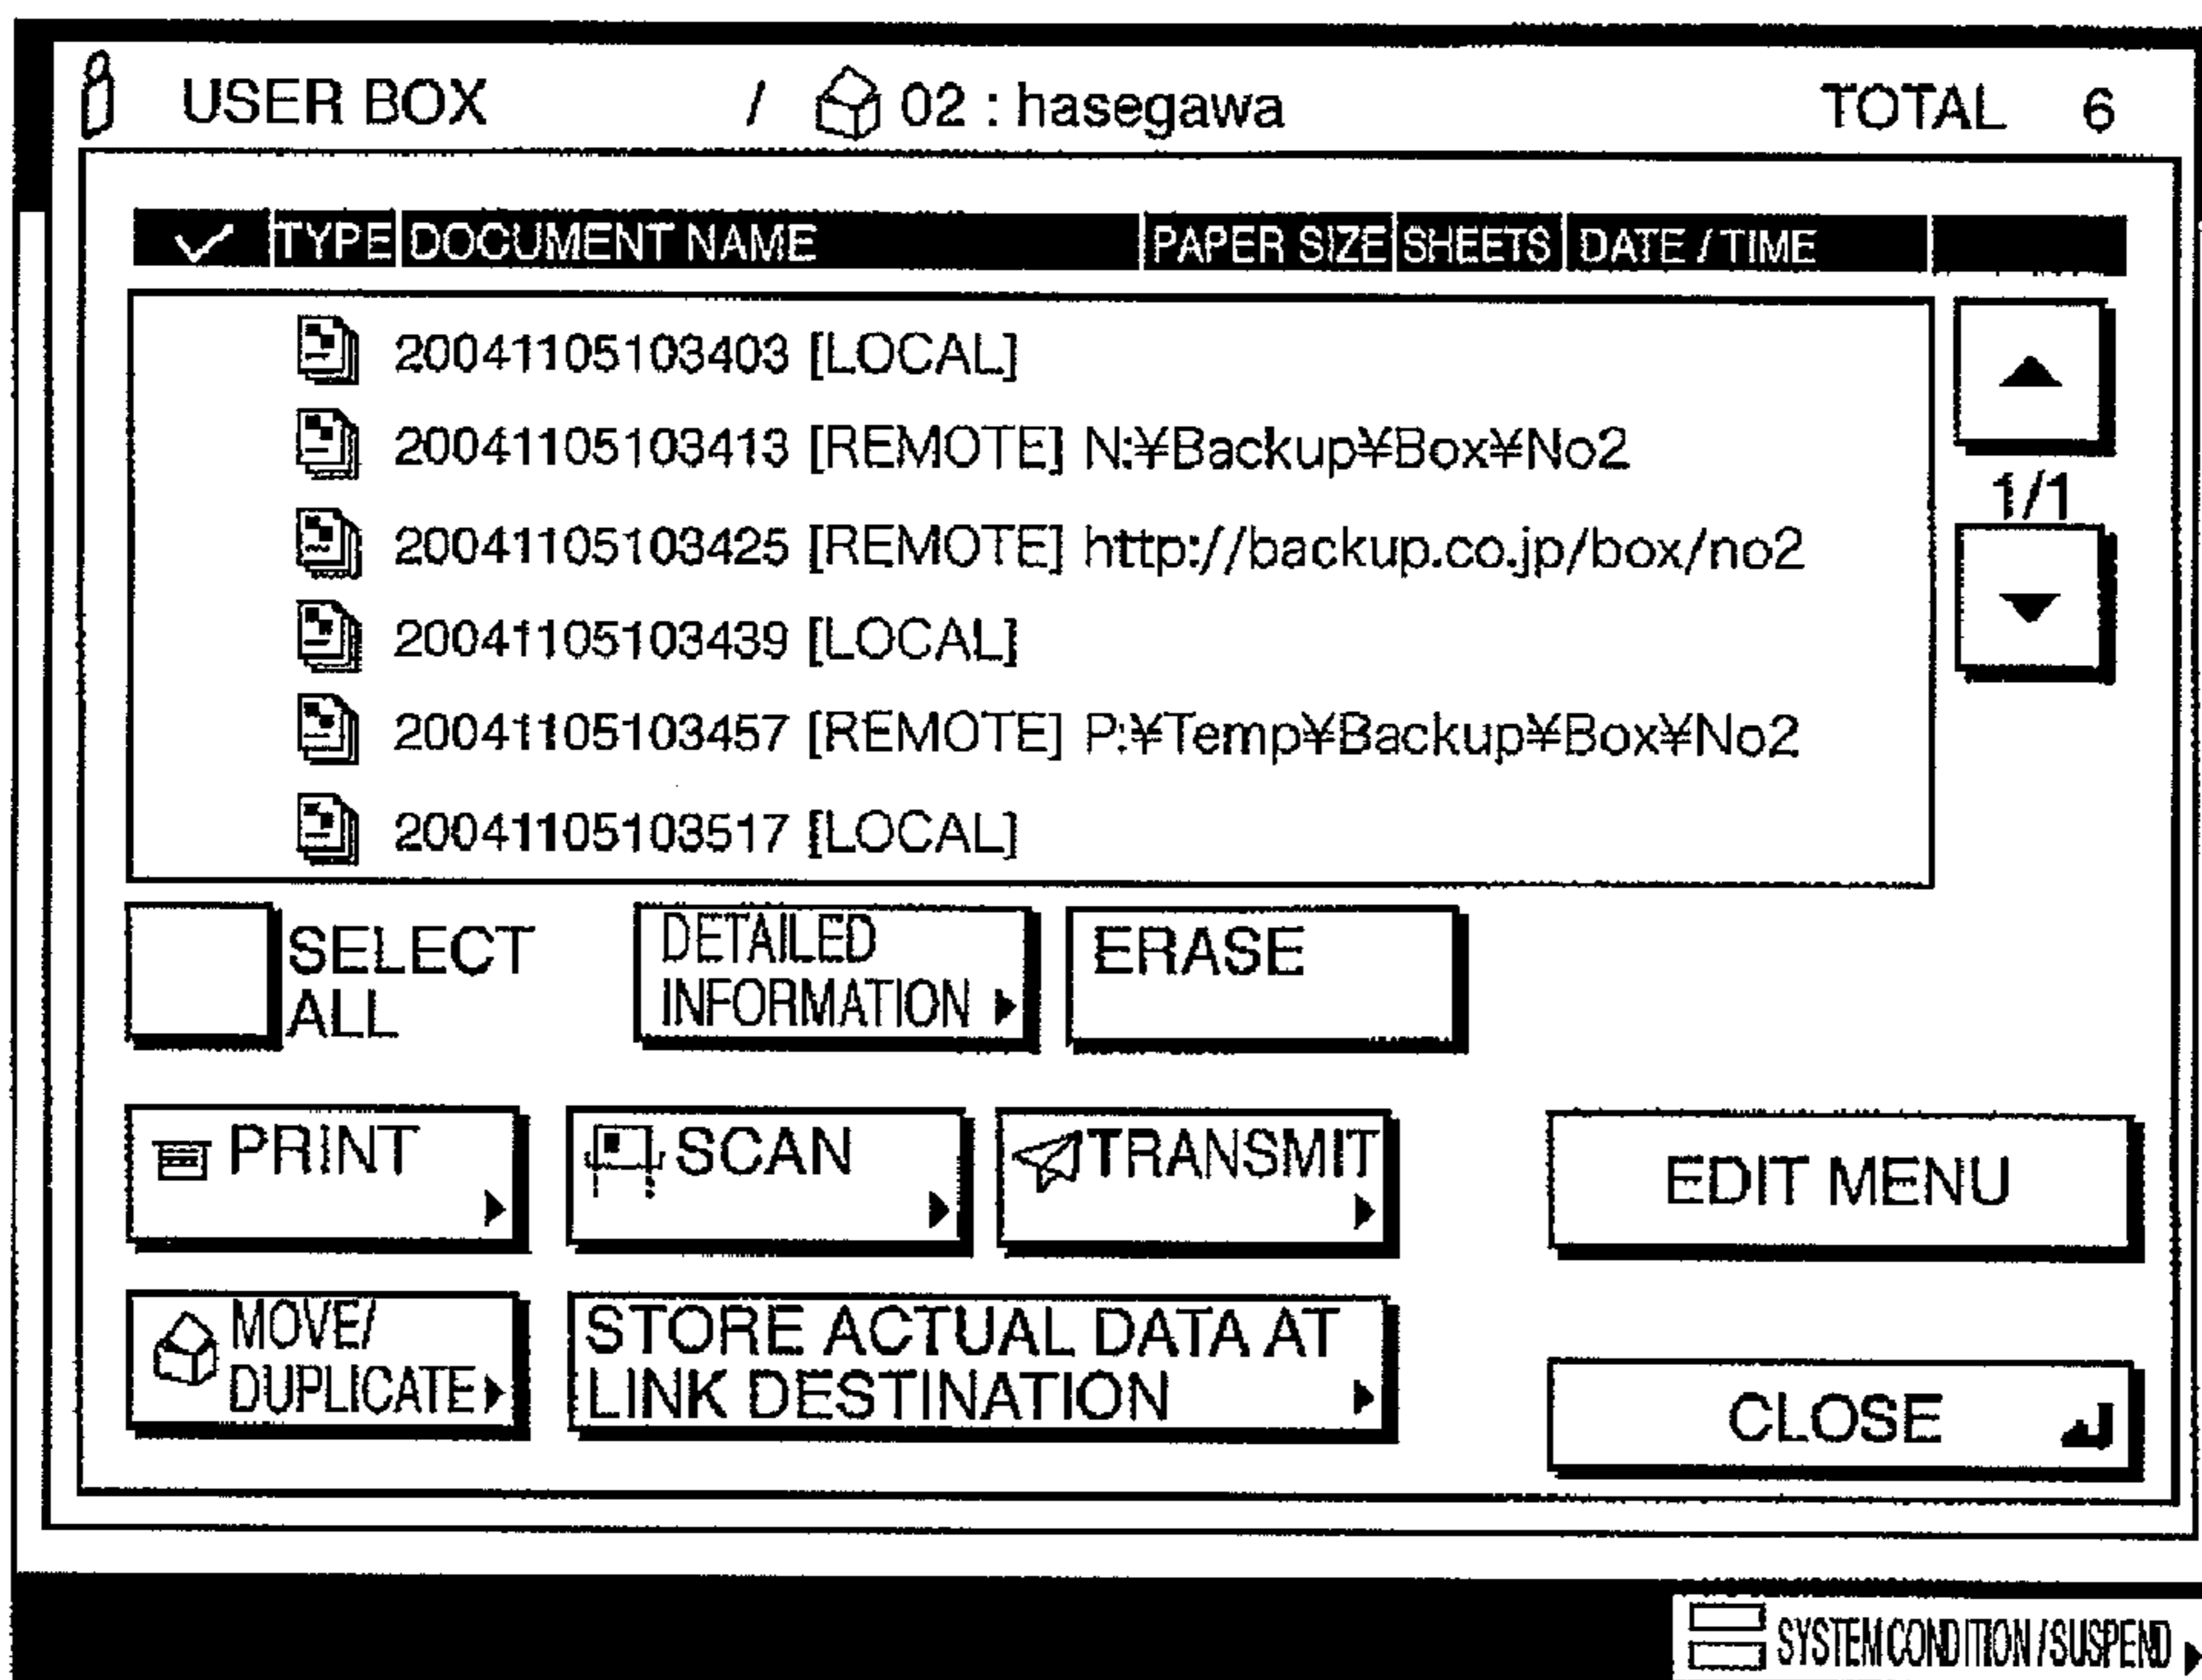 USER BOX / 02 : hasegawa TOTAL 6
TYPE DOCUMENT NAME PAPER SIZE SHEETS DATE / TIME
20041105103403 [LOCAL]
20041105103413 [REMOTE] N:¥Backup¥Box¥No2
1/1
20041105103425 [REMOTE] http://backup.co.jp/box/no2
20041105103439 [LOCAL]
20041105103457 [REMOTE] P:¥Temp¥Backup¥Box¥No2
20041105103517 [LOCAL]
SELECT
ALL
DETAILED
INFORMATION
ERASE
PRINT
SCAN
TRANSMIT
EDIT MENU
MOVE/
DUPLICATE
STORE ACTUAL DATA AT
LINK DESTINATION
CLOSE
SYSTEM CONDITION / SUSPEND